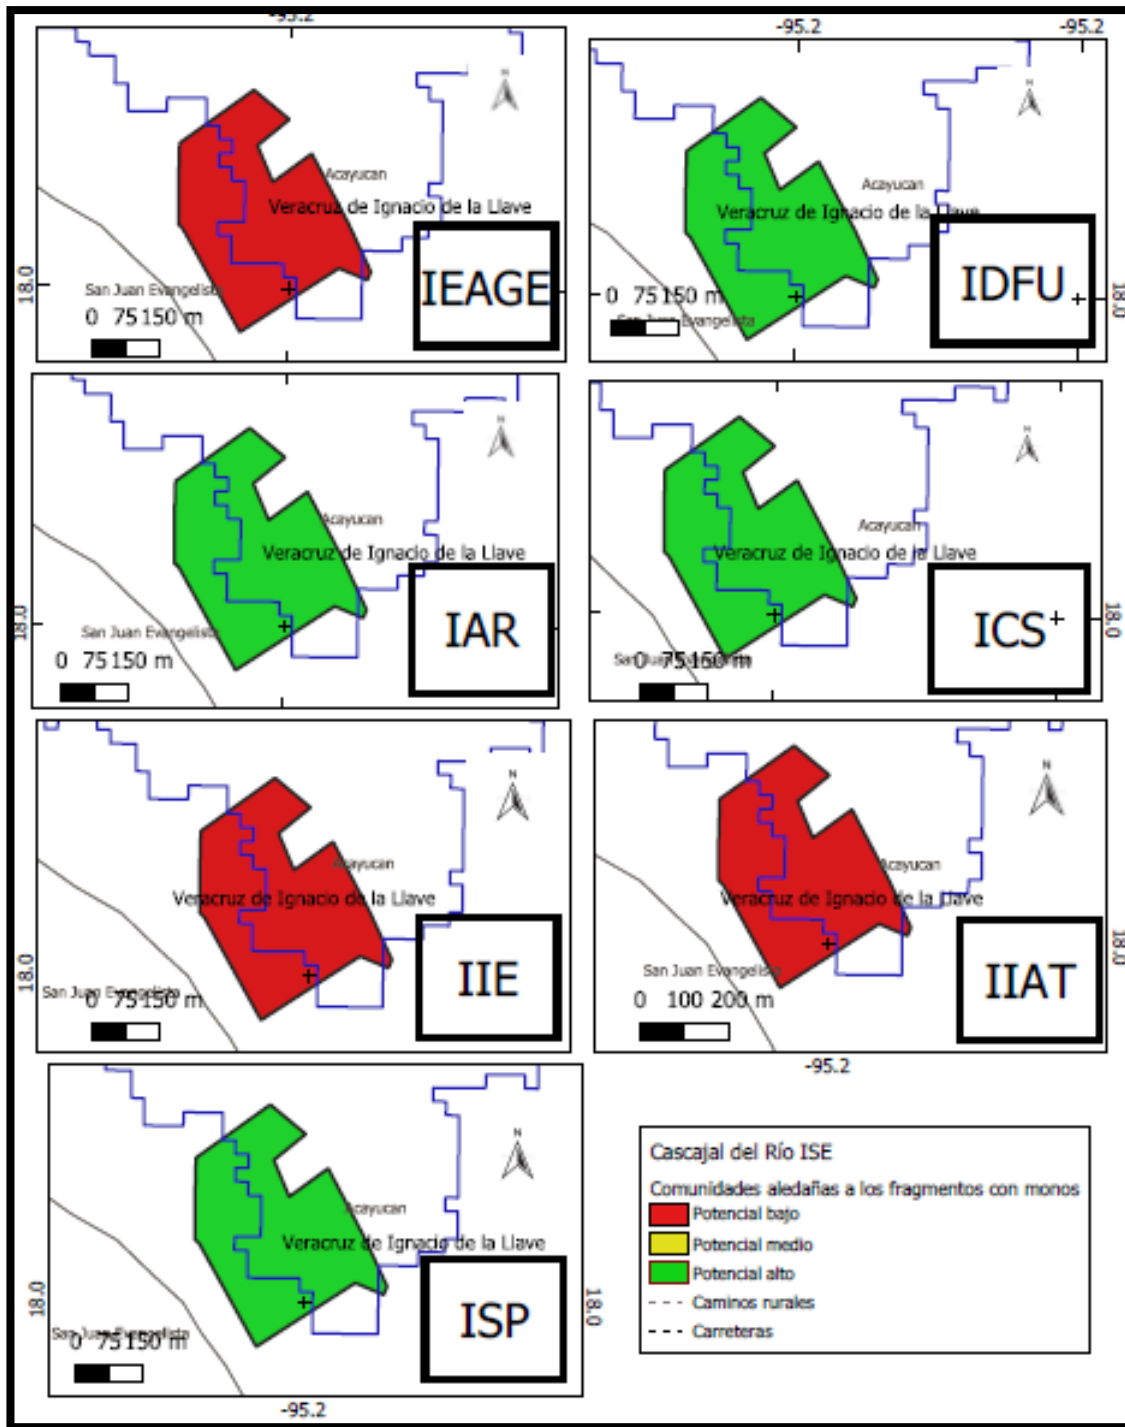 -95.2
-95.2
-95.2
N
N
Acayucan
Veracruz de Ignacio de la Llave
San Juan Evangelista
0 75 150 m
18.0
IEAGE
Acayucan
Veracruz de Ignacio de la Llave
0 75 150 m
San Juan Evangelista
IDFU
18.0
N
N
Acayucan
Veracruz de Ignacio de la Llave
San Juan Evangelista
0 75 150 m
18.0
IAR
Acayucan
Veracruz de Ignacio de la Llave
San Juan Evangelista
0 75 150 m
ICS
18.0
N
N
Acayucan
Veracruz de Ignacio de la Llave
San Juan Evangelista
0 75 150 m
18.0
IIE
Acayucan
Veracruz de Ignacio de la Llave
San Juan Evangelista
0 100 200 m
IIAT
18.0
-95.2
N
Acayucan
Veracruz de Ignacio de la Llave
San Juan Evangelista
0 75 150 m
18.0
ISP
18.0
-95.2
Cascajal del Río ISE
Comunidades aledañas a los fragmentos con monos
Potencial bajo
Potencial medio
Potencial alto
Caminos rurales
Carreteras